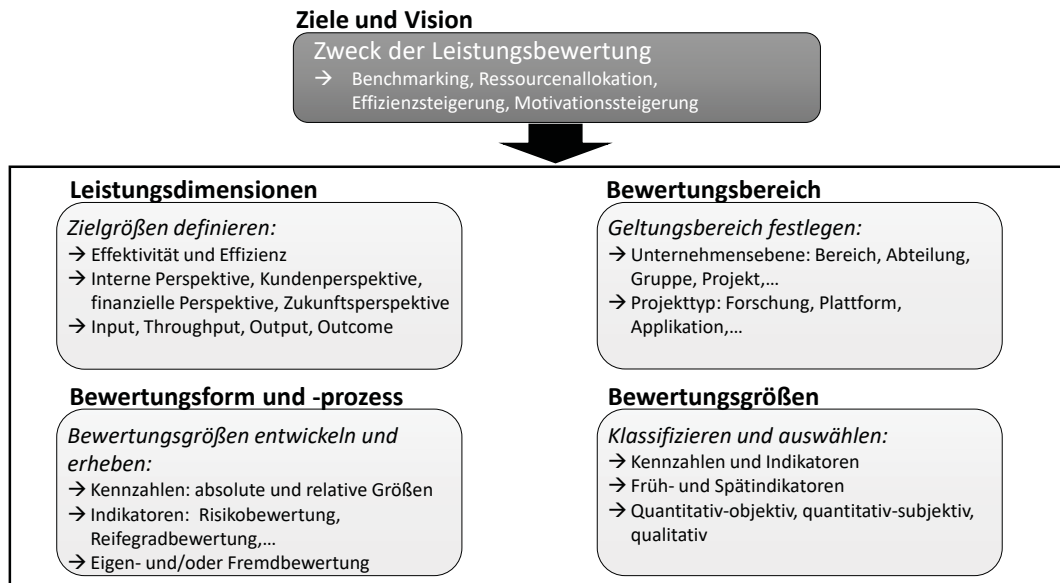 Ziele und Vision
Zweck der Leistungsbewertung
→ Benchmarking, Ressourcenallokation,
Effizienzsteigerung, Motivationssteigerung
Leistungsdimensionen
Zielgrößen definieren:
→ Effektivität und Effizienz
→ Interne Perspektive, Kundenperspektive,
finanzielle Perspektive, Zukunftsperspektive
→ Input, Throughput, Output, Outcome
Bewertungsbereich
Geltungsbereich festlegen:
→ Unternehmensebene: Bereich, Abteilung,
Gruppe, Projekt,...
→ Projekttyp: Forschung, Plattform,
Applikation,...
Bewertungsform und -prozess
Bewertungsgrößen entwickeln und
erheben:
→ Kennzahlen: absolute und relative Größen
→ Indikatoren: Risikobewertung,
Reifegradbewertung,...
→ Eigen- und/oder Fremdbewertung
Bewertungsgrößen
Klassifizieren und auswählen:
→ Kennzahlen und Indikatoren
→ Früh- und Spätindikatoren
→ Quantitativ-objektiv, quantitativ-subjektiv,
qualitativ